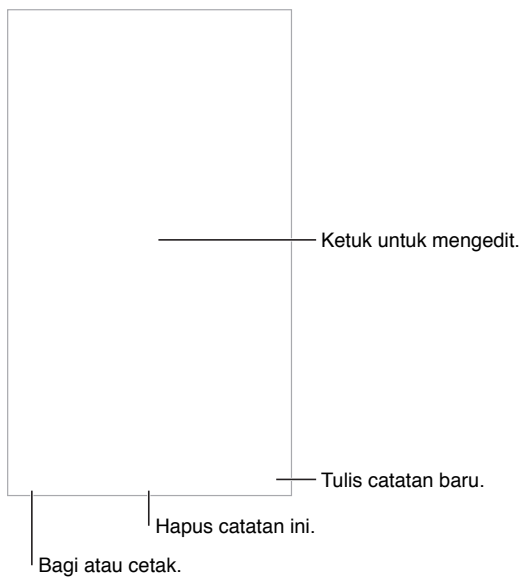 Ketuk untuk mengedit.
Tulis catatan baru.
Hapus catatan ini.
Bagi atau cetak.